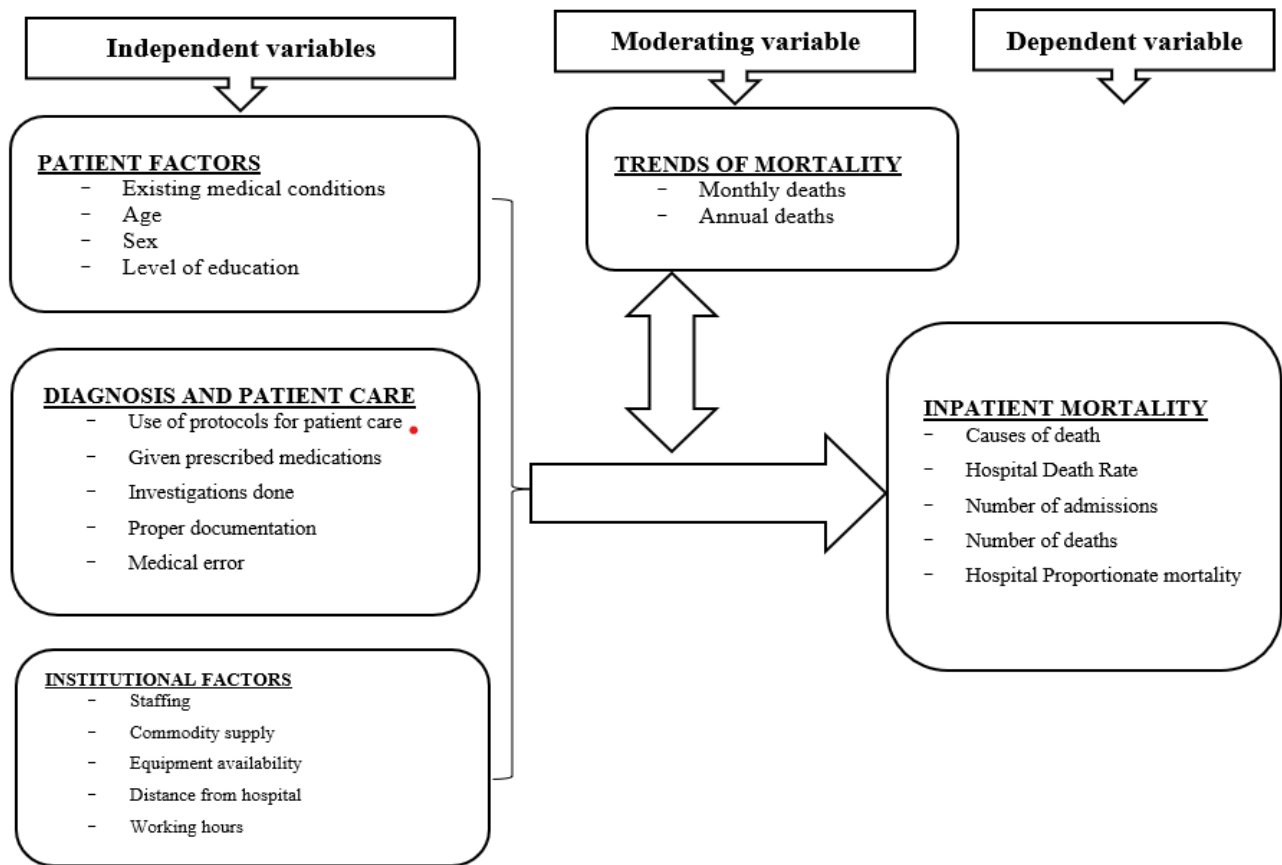 Independent variables
Moderating variable
Dependent variable
PATIENT FACTORS
- Existing medical conditions
- Age
- Sex
- Level of education
DIAGNOSIS AND PATIENT CARE
- Use of protocols for patient care
- Given prescribed medications
- Investigations done
- Proper documentation
- Medical error
INSTITUTIONAL FACTORS
- Staffing
- Commodity supply
- Equipment availability
- Distance from hospital
- Working hours
TRENDS OF MORTALITY
- Monthly deaths
- Annual deaths
INPATIENT MORTALITY
- Causes of death
- Hospital Death Rate
- Number of admissions
- Number of deaths
- Hospital Proportionate mortality